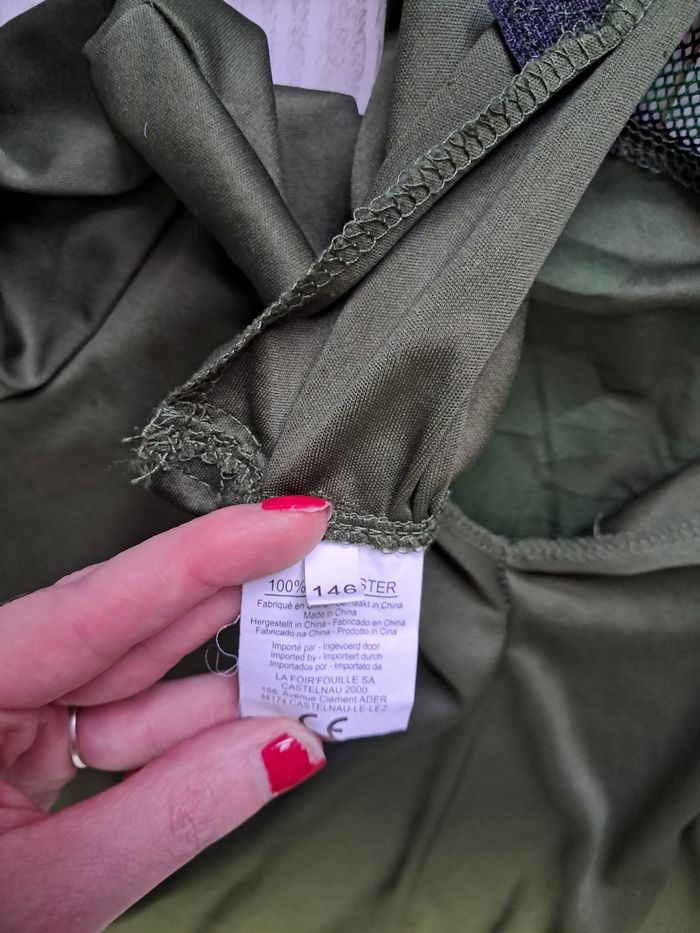 100%
146
STER
Fabriqué en Chine - Gemaakt in China
Made in China
Hergestellt in China - Fabricado en China
Fabricado na China - Prodotto in Cina
Importé par - Ingevoerd door
Imported by - Importiert durch
Importados por - Importato da
LA FOIR'FOUILLE SA
CASTELNAU 2000
155, Avenue Clément ADER
34174 CASTELNAU-LE-LEZ
CE